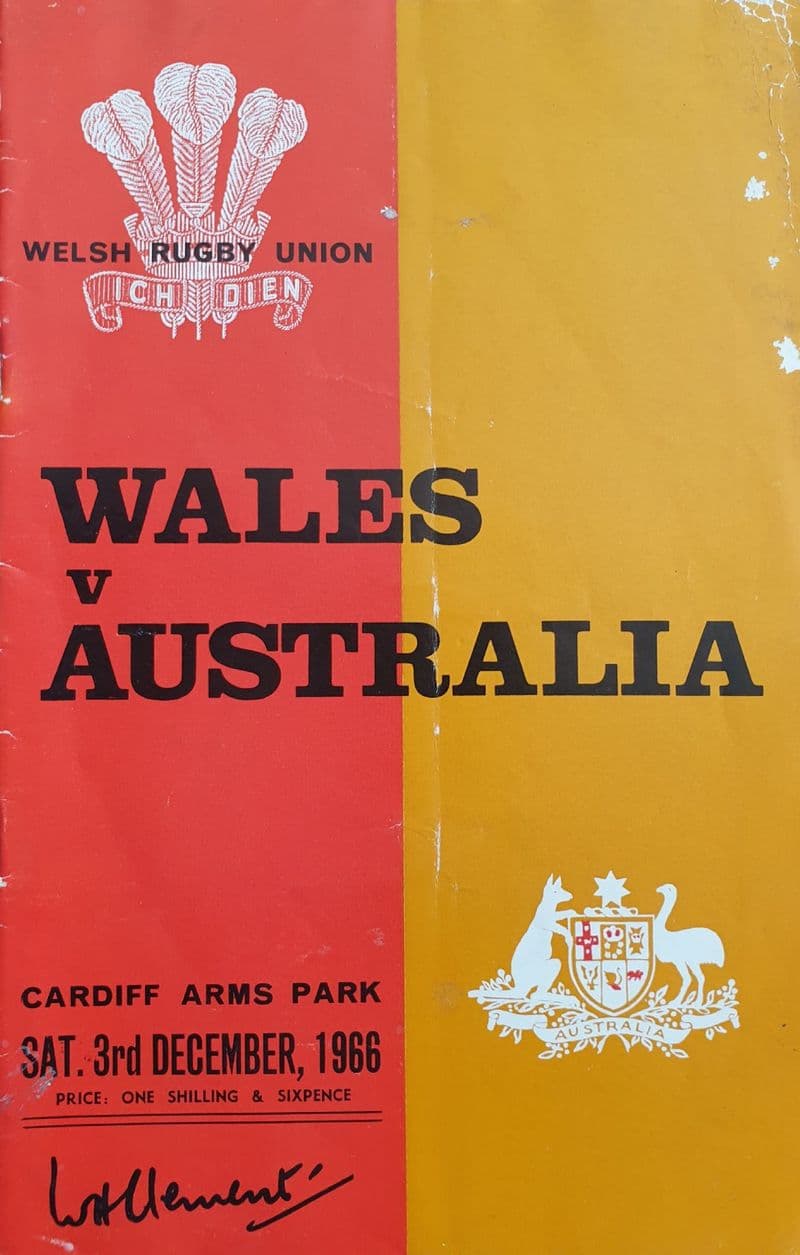 WELSH RUGBY UNION
ICH DIEN
WALES
v
AUSTRALIA
AUSTRALIA
CARDIFF ARMS PARK
SAT. 3rd DECEMBER, 1966
PRICE: ONE SHILLING & SIXPENCE
W H Clement